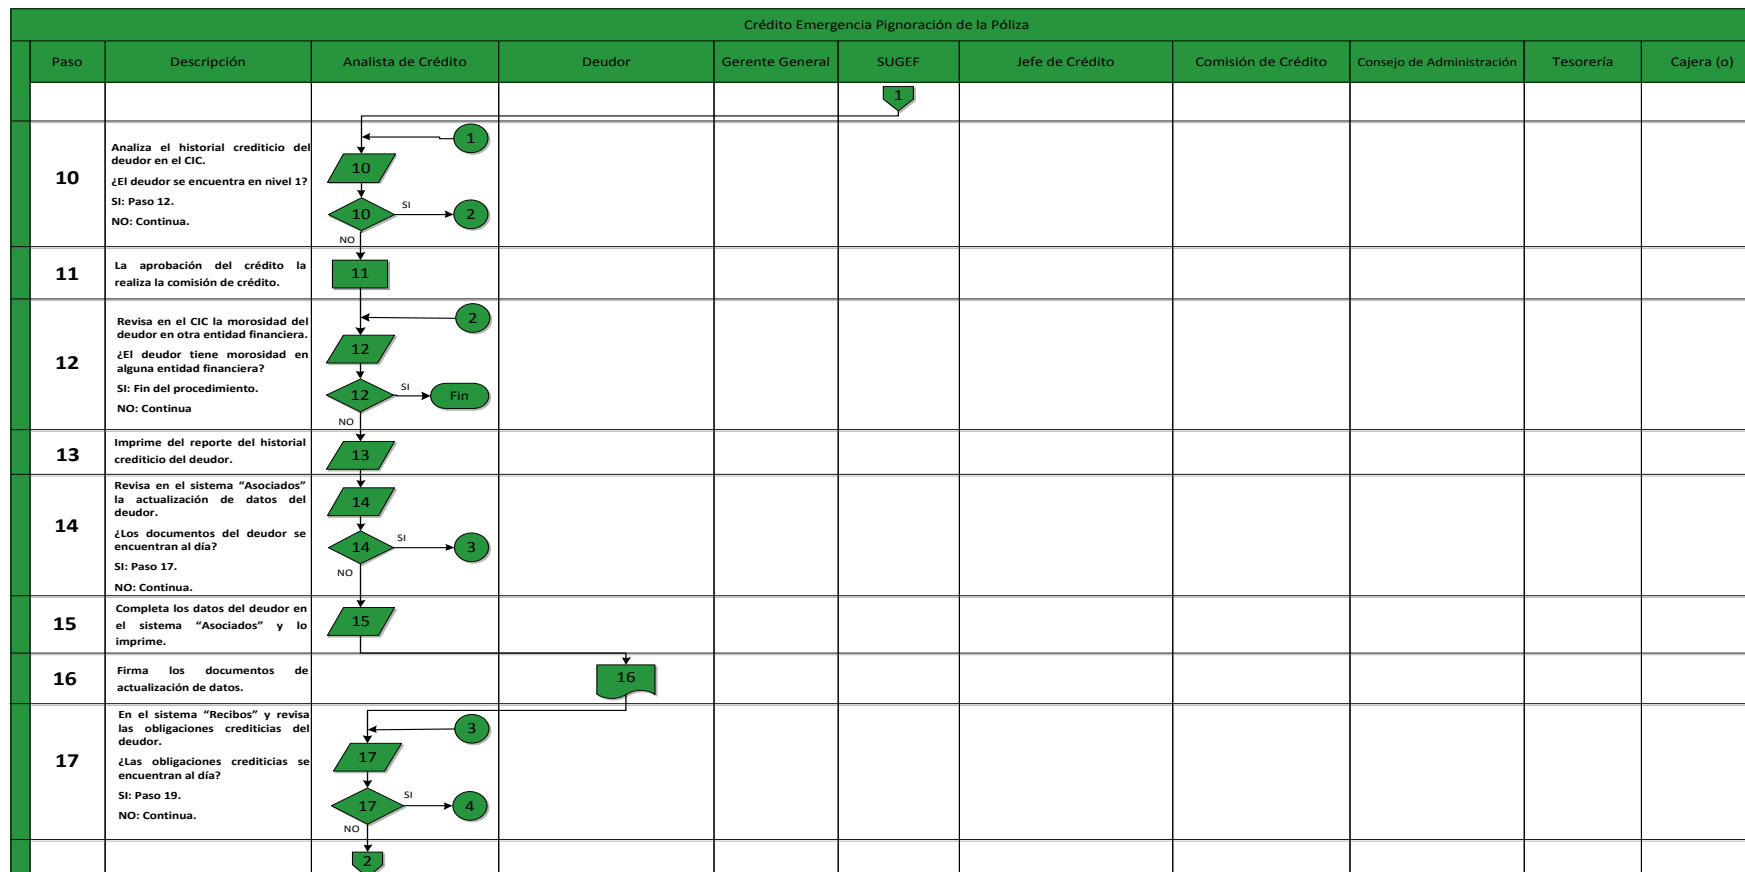 Crédito Emergencia Pignoración de la Póliza
Paso Descripción Analista de Crédito Deudor Gerente General SUGEF Jefe de Crédito Comisión de Crédito Consejo de Administración Tesorería Cajera (o)
1
10
Analiza el historial crediticio del
deudor en el CIC.
¿El deudor se encuentra en nivel 1?
SI: Paso 12.
NO: Continua.
1
10
10
SI
2
NO
11
La aprobación del crédito la
realiza la comisión de crédito.
11
12
Revisa en el CIC la morosidad del
deudor en otra entidad financiera.
¿El deudor tiene morosidad en
alguna entidad financiera?
SI: Fin del procedimiento.
NO: Continua
2
12
12
SI
Fin
NO
13
Imprime del reporte del historial
crediticio del deudor.
13
14
Revisa en el sistema “Asociados”
la actualización de datos del
deudor.
¿Los documentos del deudor se
encuentran al día?
SI: Paso 17.
NO: Continua.
14
14
SI
3
NO
15
Completa los datos del deudor en
el sistema “Asociados” y lo
imprime.
15
16
Firma los documentos de
actualización de datos.
16
17
En el sistema “Recibos” y revisa
las obligaciones crediticias del
deudor.
¿Las obligaciones crediticias se
encuentran al día?
SI: Paso 19.
NO: Continua.
3
17
17
SI
4
NO
2